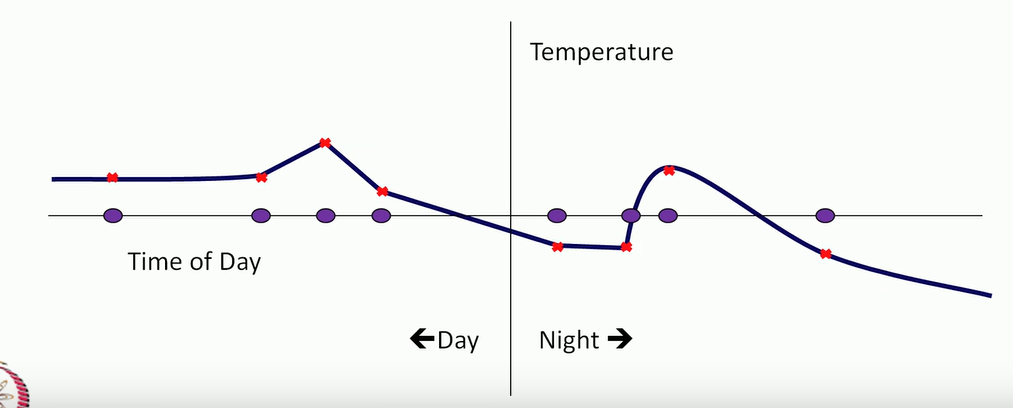 Temperature
Time of Day
🡸Day
Night 🡺